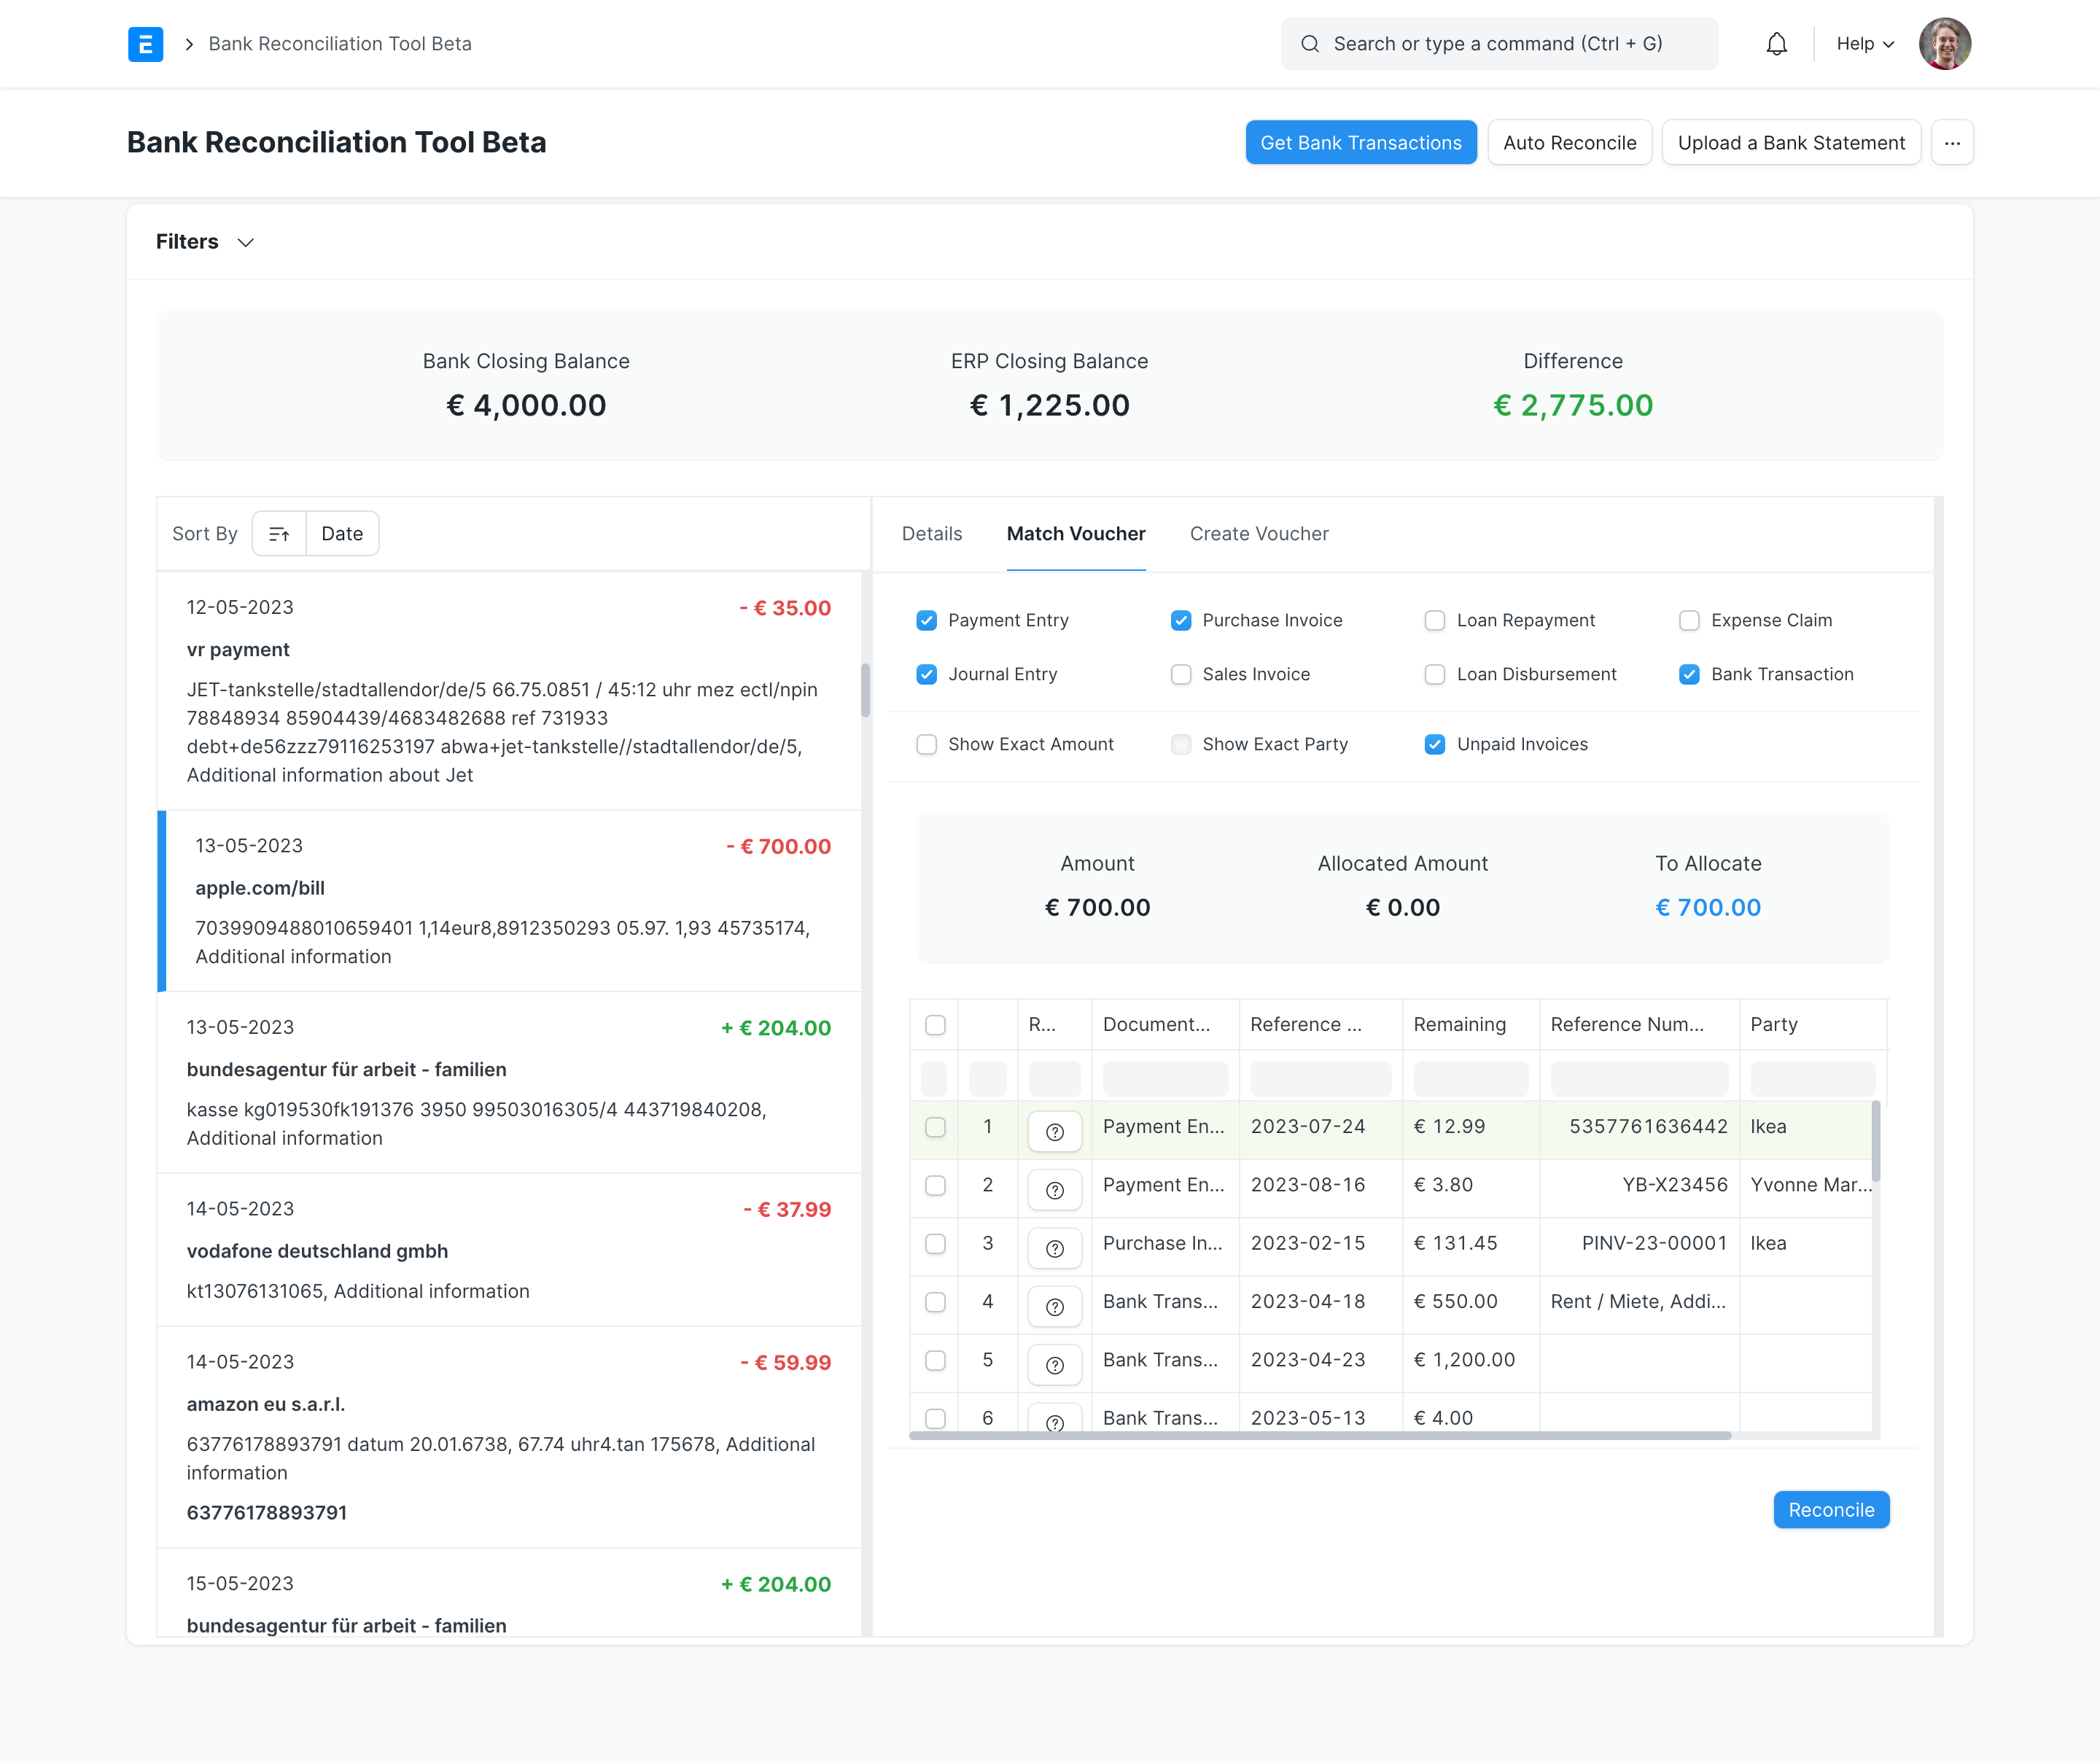 E
Bank Reconciliation Tool Beta
Search or type a command (Ctrl + G)
Help
Bank Reconciliation Tool Beta
Get Bank Transactions
Auto Reconcile
Upload a Bank Statement
...
Filters
Bank Closing Balance
€ 4,000.00
ERP Closing Balance
€ 1,225.00
Difference
€ 2,775.00
Sort By
Date
12-05-2023
- € 35.00
vr payment
JET-tankstelle/stadtallendor/de/5 66.75.0851 / 45:12 uhr mez ectl/npin
78848934 85904439/4683482688 ref 731933
debt+de56zzz79116253197 abwa+jet-tankstelle//stadtallendor/de/5,
Additional information about Jet
13-05-2023
- € 700.00
apple.com/bill
7039909488010659401 1,14eur8,8912350293 05.97. 1,93 45735174,
Additional information
13-05-2023
+ € 204.00
bundesagentur für arbeit - familien
kasse kg019530fk191376 3950 99503016305/4 443719840208,
Additional information
14-05-2023
- € 37.99
vodafone deutschland gmbh
kt13076131065, Additional information
14-05-2023
- € 59.99
amazon eu s.a.r.l.
63776178893791 datum 20.01.6738, 67.74 uhr4.tan 175678, Additional
information
63776178893791
15-05-2023
+ € 204.00
bundesagentur für arbeit - familien
Details
Match Voucher
Create Voucher
Payment Entry
Purchase Invoice
Loan Repayment
Expense Claim
Journal Entry
Sales Invoice
Loan Disbursement
Bank Transaction
Show Exact Amount
Show Exact Party
Unpaid Invoices
Amount
€ 700.00
Allocated Amount
€ 0.00
To Allocate
€ 700.00
R... Document... Reference ... Remaining Reference Num... Party
1 ? Payment En... 2023-07-24 € 12.99 5357761636442 Ikea
2 ? Payment En... 2023-08-16 € 3.80 YB-X23456 Yvonne Mar...
3 ? Purchase In... 2023-02-15 € 131.45 PINV-23-00001 Ikea
4 ? Bank Trans... 2023-04-18 € 550.00 Rent / Miete, Addi...
5 ? Bank Trans... 2023-04-23 € 1,200.00
6 ? Bank Trans... 2023-05-13 € 4.00
Reconcile